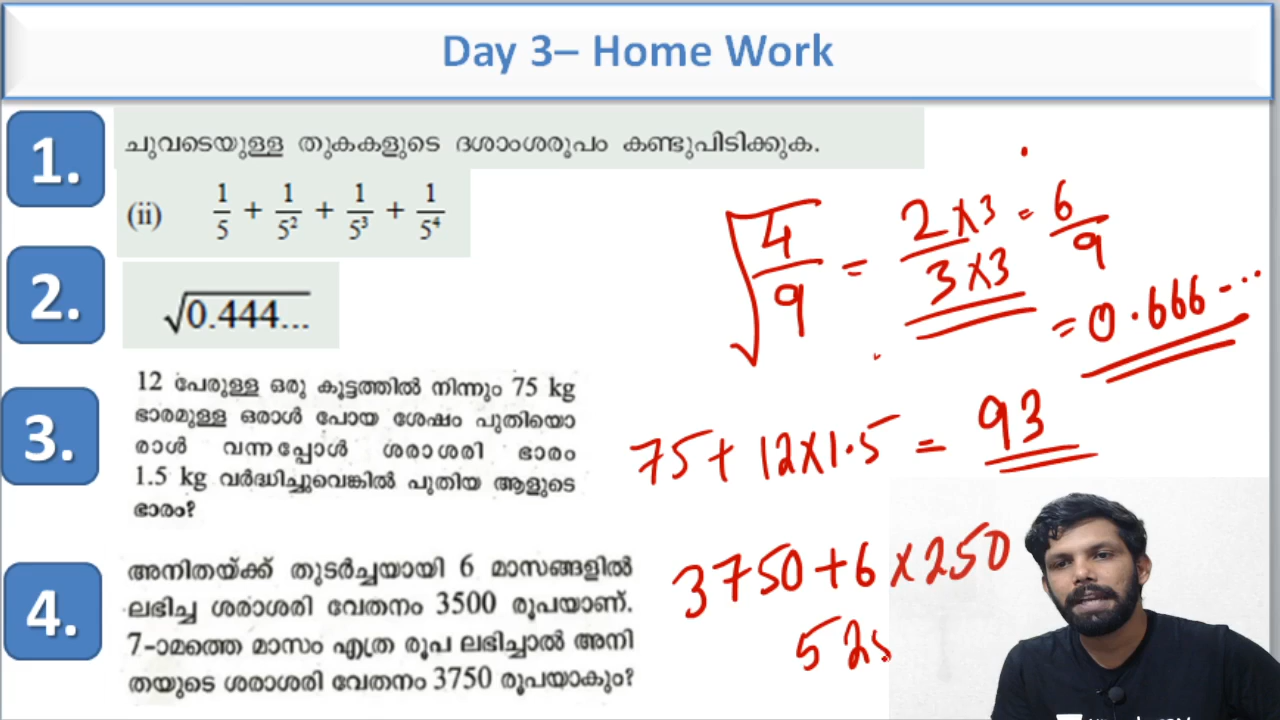 Day 3– Home Work
1.
ചുവടെയുള്ള തുകകളുടെ ദശാംശരൂപം കണ്ടുപിടിക്കുക.
(ii) 1/5 + 1/5² + 1/5³ + 1/5⁴
2.
√0.444...
√4/9 = 2×3/3×3 = 6/9
= 0.666-...
3.
12 പേരുള്ള ഒരു കൂട്ടത്തിൽ നിന്നും 75 kg
ഭാരമുള്ള ഒരാൾ പോയ ശേഷം പുതിയൊ
രാൾ വന്നപ്പോൾ ശരാശരി ഭാരം
1.5 kg വർദ്ധിച്ചുവെങ്കിൽ പുതിയ ആളുടെ
ഭാരം?
75+12×1.5 = 93
4.
അനിതയ്ക്ക് തുടർച്ചയായി 6 മാസങ്ങളിൽ
ലഭിച്ച ശരാശരി വേതനം 3500 രൂപയാണ്.
7-ാമത്തെ മാസം എത്ര രൂപ ലഭിച്ചാൽ അനി
തയുടെ ശരാശരി വേതനം 3750 രൂപയാകും?
3750+6×250